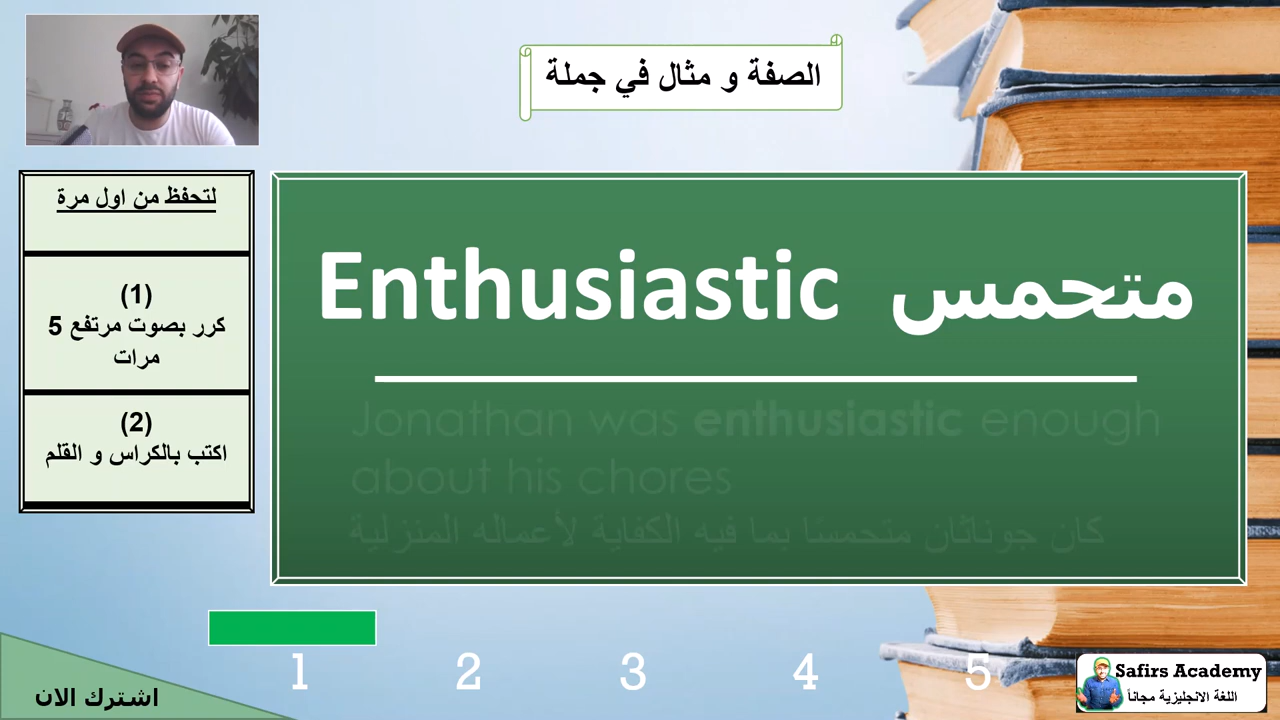 الصفة و مثال في جملة
لتحفظ من اول مرة
(1)
كرر بصوت مرتفع 5
مرات
(2)
اكتب بالكراس و القلم
Enthusiastic متحمس
Jonathan was enthusiastic enough
about his chores
كان جوناثان متحمسا بما فيه الكفاية لأعماله المنزلية
1 2 3 4 5
اشترك الان
Safirs Academy
اللغة الانجليزية مجاناً